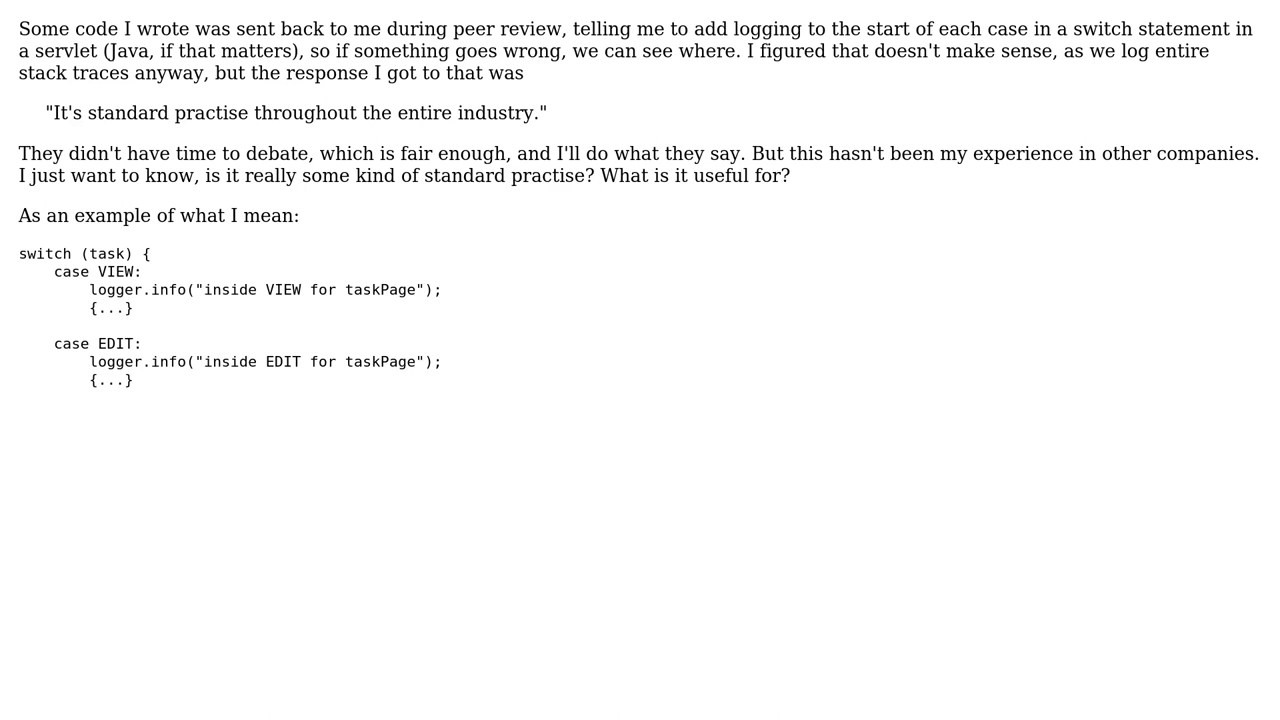 Some code I wrote was sent back to me during peer review, telling me to add logging to the start of each case in a switch statement in
a servlet (Java, if that matters), so if something goes wrong, we can see where. I figured that doesn't make sense, as we log entire
stack traces anyway, but the response I got to that was
"It's standard practise throughout the entire industry."
They didn't have time to debate, which is fair enough, and I'll do what they say. But this hasn't been my experience in other companies.
I just want to know, is it really some kind of standard practise? What is it useful for?
As an example of what I mean:
switch (task) {
    case VIEW:
        logger.info("inside VIEW for taskPage");
        {...}
    case EDIT:
        logger.info("inside EDIT for taskPage");
        {...}